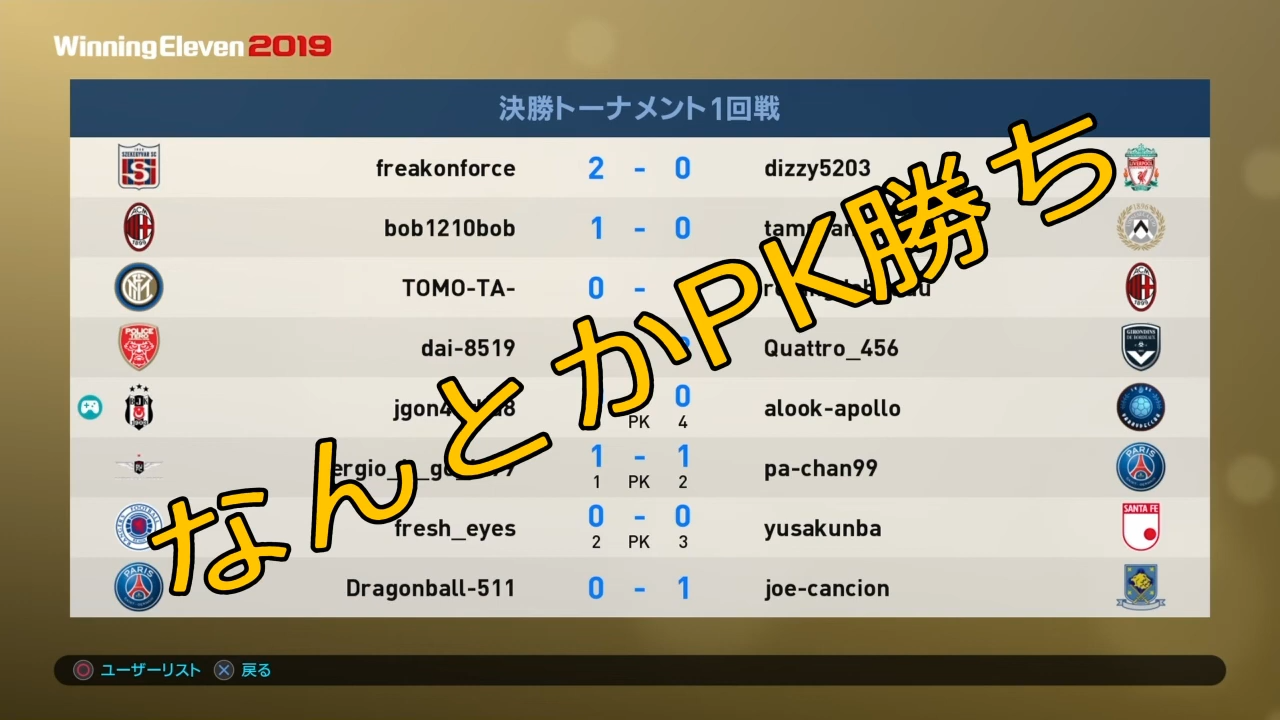 Winning Eleven 2019
決勝トーナメント1回戦
freakonforce 2 - 0 dizzy5203
bob1210bob 1 - 0
TOMO-TA- 0 -
dai-8519 Quattro_456
0 alook-apollo
PK 4
1 - 1 pa-chan99
1 PK 2
fresh_eyes 0 - 0 yusakunba
2 PK 3
Dragonball-511 0 - 1 joe-cancion
なんとかPK勝ち
ユーザーリスト 戻る